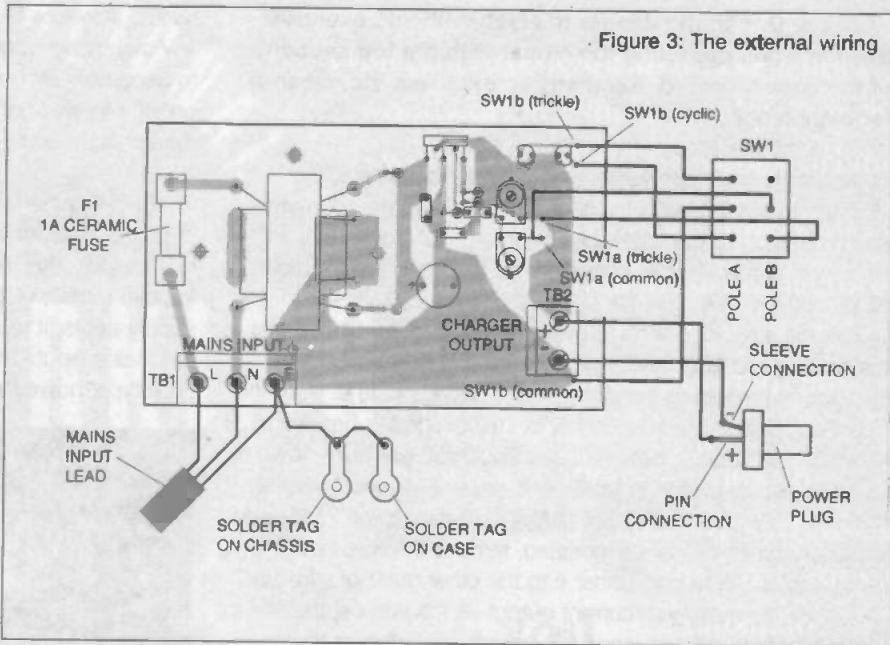 Figure 3: The external wiring
SW1b (trickle)
SW1b (cyclic)
SW1
F1
1A CERAMIC
FUSE
SW1a (trickle)
SW1a (common)
POLE A
POLE B
TB2
CHARGER
OUTPUT
+
-
MAINS INPUT
TB1
L
N
E
SW1b (common)
SLEEVE
CONNECTION
-
+
MAINS
INPUT
LEAD
PIN
CONNECTION
POWER
PLUG
SOLDER TAG
ON CHASSIS
SOLDER TAG
ON CASE